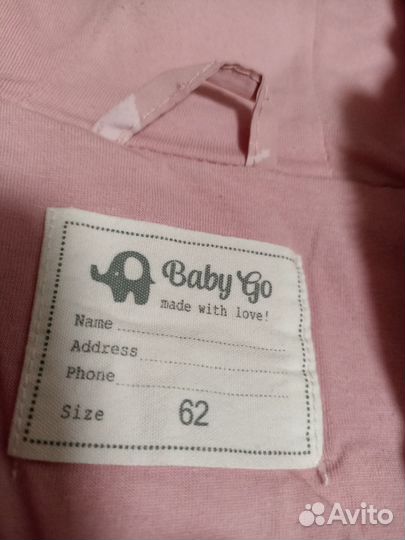 Baby Go
made with love!
Name
Address
Phone
Size 62
Avito